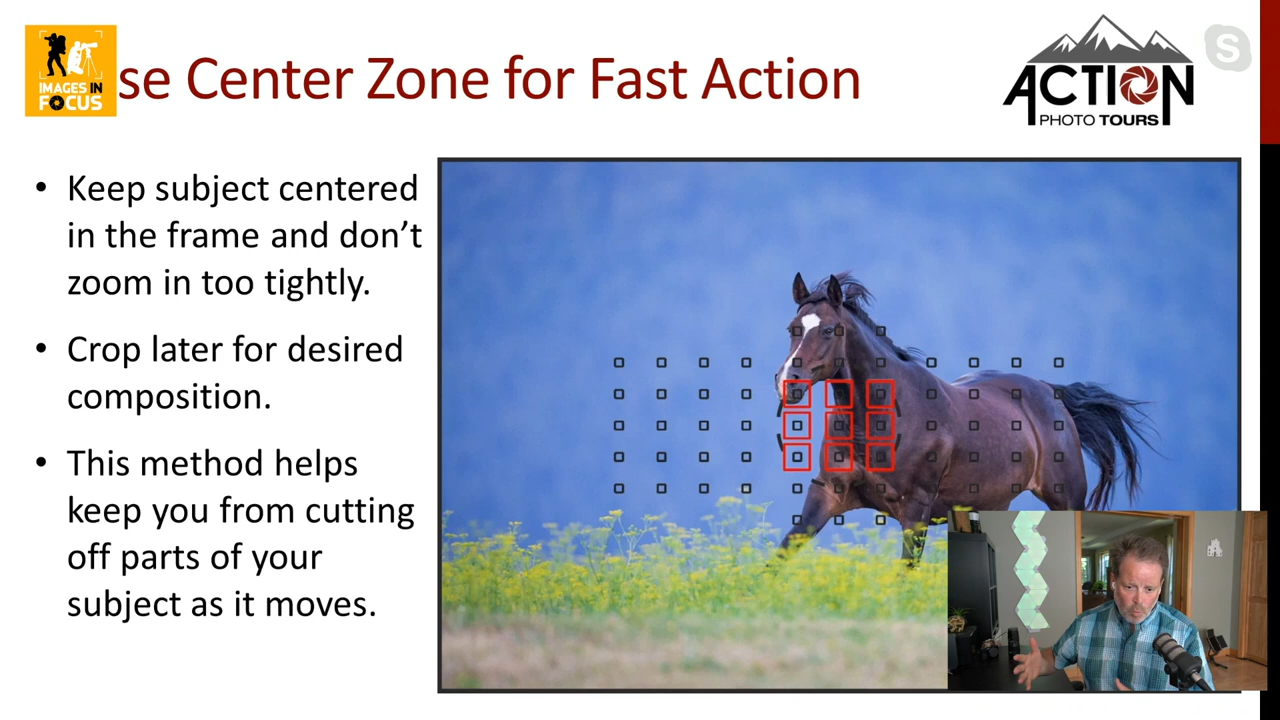 IMAGES IN
FOCUS
se Center Zone for Fast Action
ACTION
PHOTO TOURS
S
• Keep subject centered
in the frame and don’t
zoom in too tightly.
• Crop later for desired
composition.
• This method helps
keep you from cutting
off parts of your
subject as it moves.